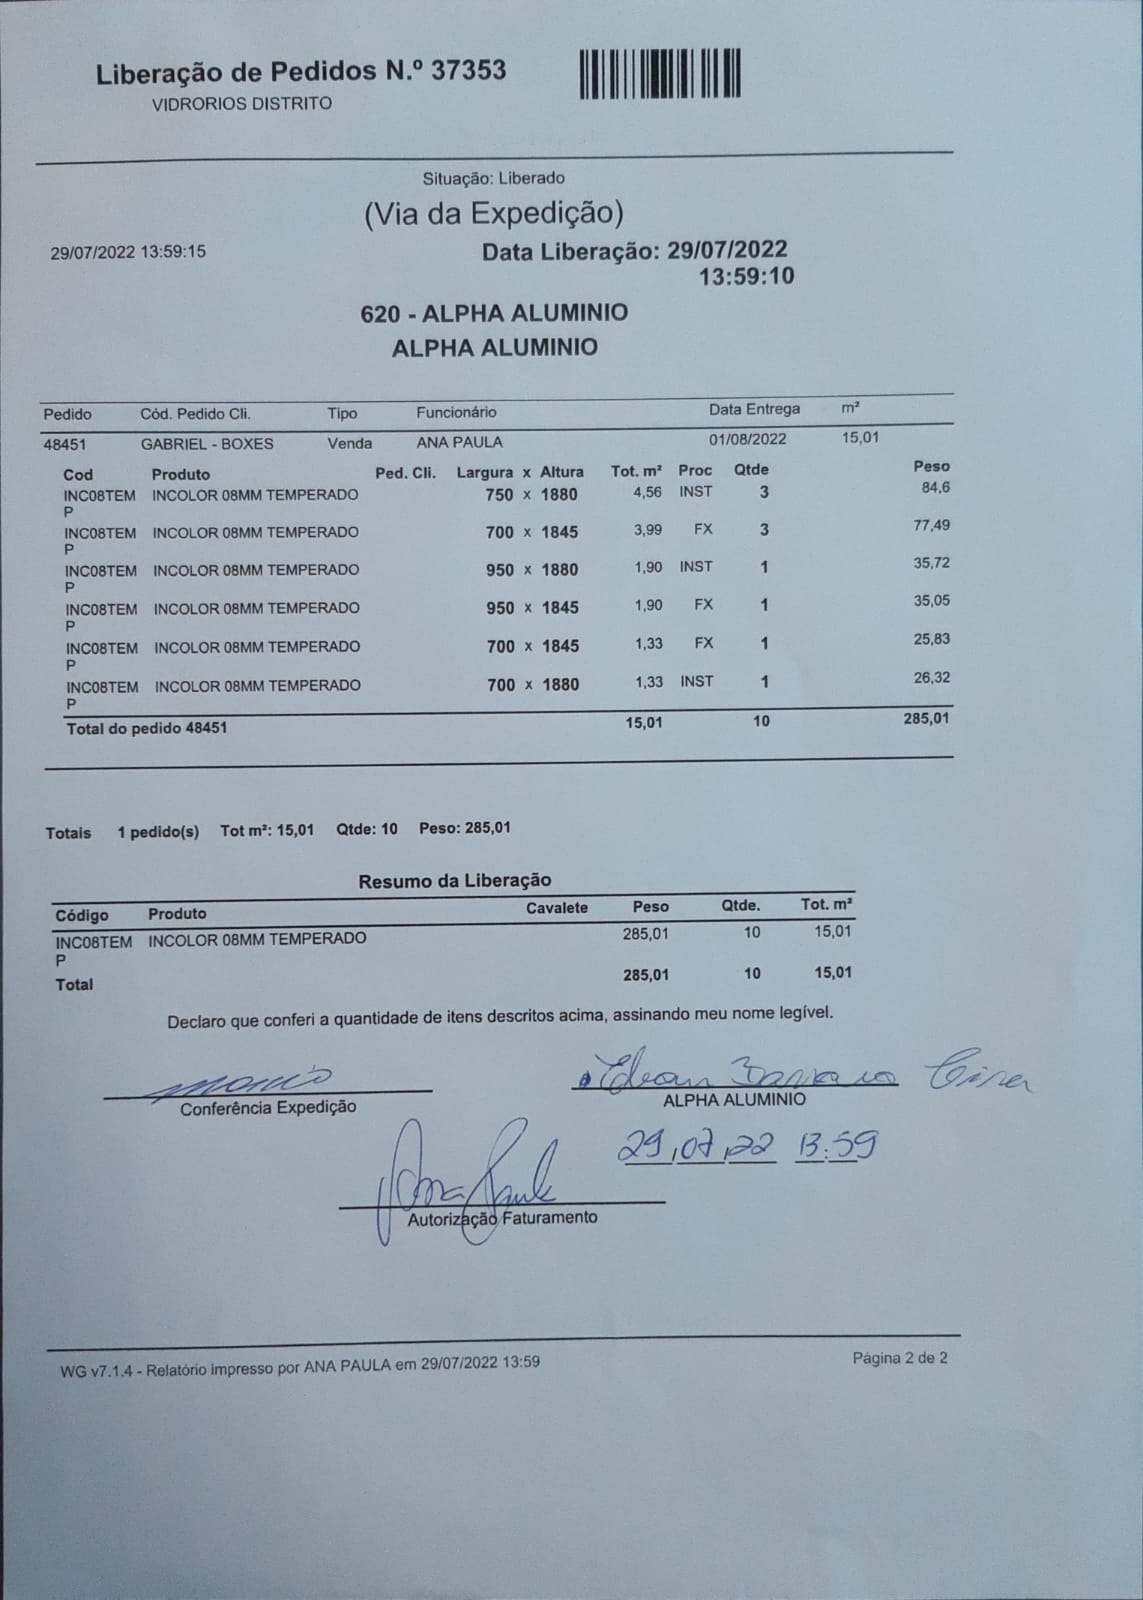 Liberação de Pedidos N.º 37353
VIDRORIOS DISTRITO
Situação: Liberado
(Via da Expedição)
29/07/2022 13:59:15
Data Liberação: 29/07/2022
13:59:10
620 - ALPHA ALUMINIO
ALPHA ALUMINIO
Pedido Cód. Pedido Cli. Tipo Funcionário Data Entrega m²
48451 GABRIEL - BOXES Venda ANA PAULA 01/08/2022 15,01
Cod Produto Ped. Cli. Largura x Altura Tot. m² Proc Qtde Peso
INC08TEM INCOLOR 08MM TEMPERADO 750 x 1880 4,56 INST 3 84,6
P
INC08TEM INCOLOR 08MM TEMPERADO 700 x 1845 3,99 FX 3 77,49
P
INC08TEM INCOLOR 08MM TEMPERADO 950 x 1880 1,90 INST 1 35,72
P
INC08TEM INCOLOR 08MM TEMPERADO 950 x 1845 1,90 FX 1 35,05
P
INC08TEM INCOLOR 08MM TEMPERADO 700 x 1845 1,33 FX 1 25,83
P
INC08TEM INCOLOR 08MM TEMPERADO 700 x 1880 1,33 INST 1 26,32
P
Total do pedido 48451 15,01 10 285,01
Totais 1 pedido(s) Tot m²: 15,01 Qtde: 10 Peso: 285,01
Resumo da Liberação
Código Produto Cavalete Peso Qtde. Tot. m²
INC08TEM INCOLOR 08MM TEMPERADO 285,01 10 15,01
P
Total 285,01 10 15,01
Declaro que conferi a quantidade de itens descritos acima, assinando meu nome legível.
Conferência Expedição
ALPHA ALUMINIO
29,07,22 13:59
Ana Paula
Autorização Faturamento
WG v7.1.4 - Relatório impresso por ANA PAULA em 29/07/2022 13:59
Página 2 de 2